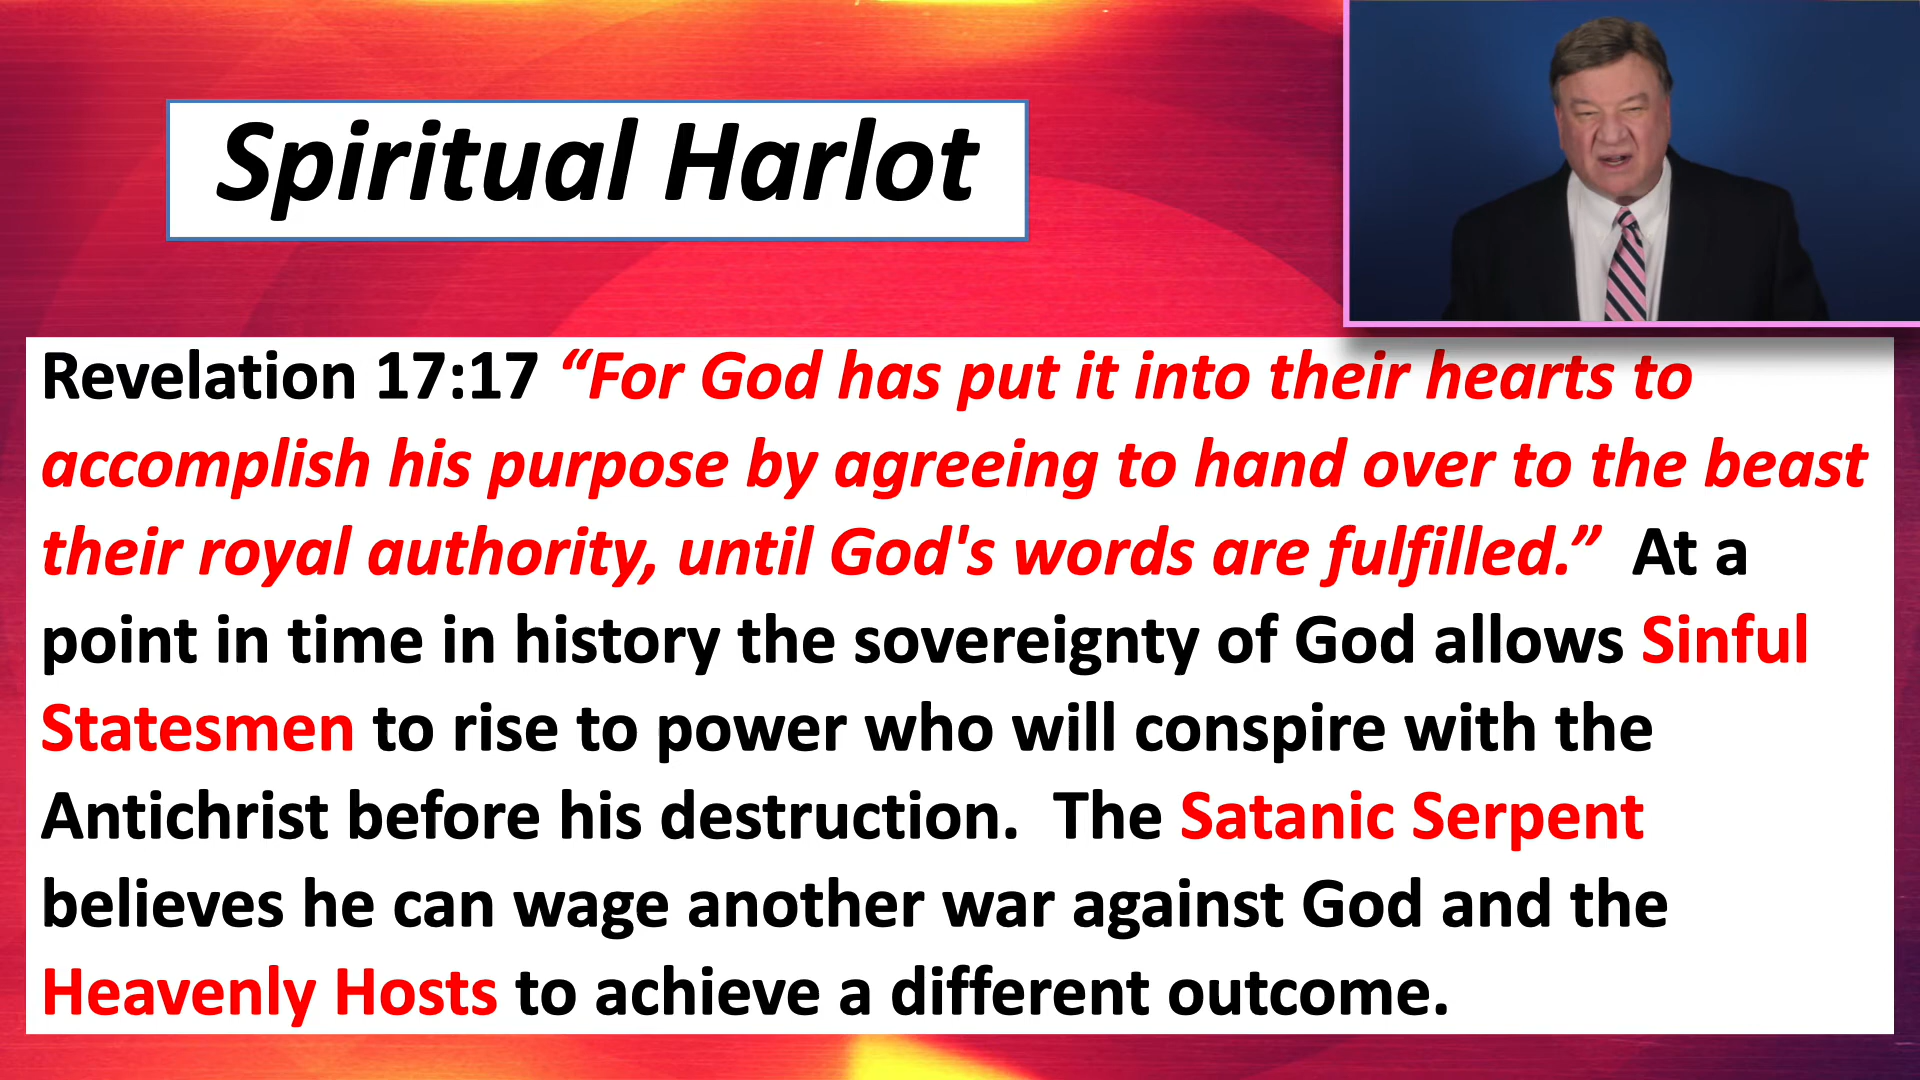 Spiritual Harlot
Revelation 17:17 “For God has put it into their hearts to
accomplish his purpose by agreeing to hand over to the beast
their royal authority, until God's words are fulfilled.”  At a
point in time in history the sovereignty of God allows Sinful
Statesmen to rise to power who will conspire with the
Antichrist before his destruction.  The Satanic Serpent
believes he can wage another war against God and the
Heavenly Hosts to achieve a different outcome.